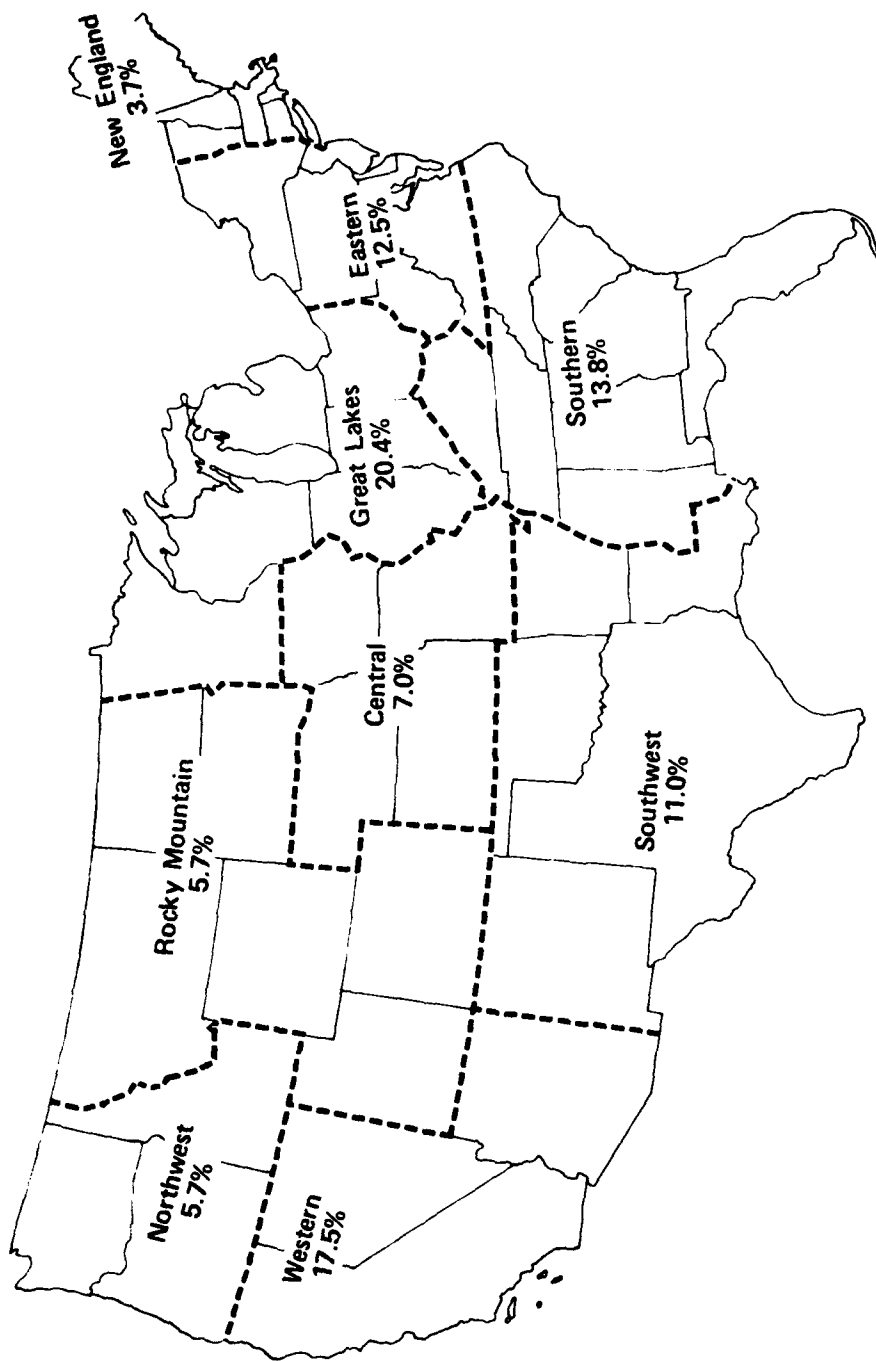 New England
3.7%
Eastern
12.5%
Great Lakes
20.4%
Southern
13.8%
Central
7.0%
Rocky Mountain
5.7%
Southwest
11.0%
Northwest
5.7%
Western
17.5%